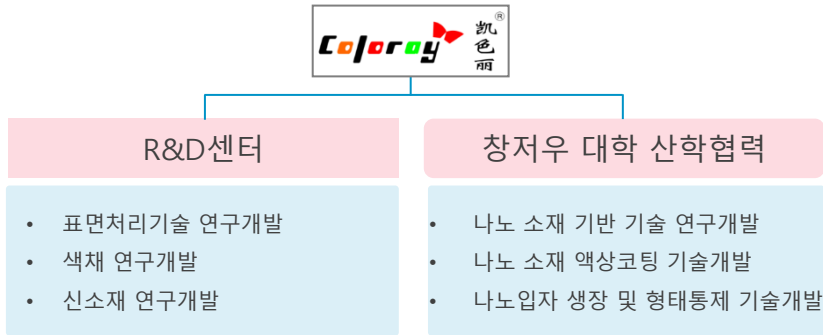 Coloray 凯色丽 ®
R&D센터
표면처리기술 연구개발
색채 연구개발
신소재 연구개발
창저우 대학 산학협력
나노 소재 기반 기술 연구개발
나노 소재 액상코팅 기술개발
나노입자 생장 및 형태통제 기술개발